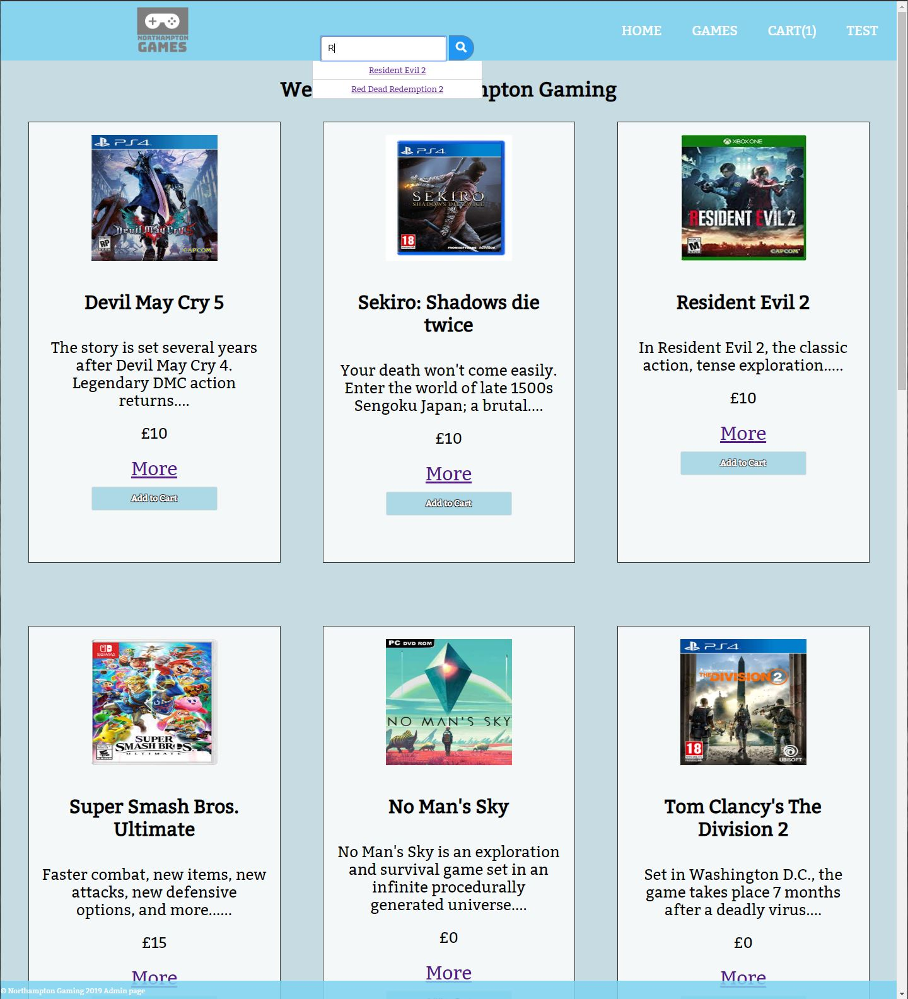 NORTHAMPTON
GAMES
HOME
GAMES
CART(1)
TEST
R
Resident Evil 2
Red Dead Redemption 2
We
mpton Gaming
PS4
Devil May Cry 5
RP
CAPCOM
Devil May Cry 5
The story is set several years
after Devil May Cry 4.
Legendary DMC action
returns....
£10
More
Add to Cart
PS4
SEKIRO
SHADOWS DIE TWICE
18
FROMSOFTWARE
ACTIVISION
Sekiro: Shadows die
twice
Your death won't come easily.
Enter the world of late 1500s
Sengoku Japan; a brutal....
£10
More
Add to Cart
XBOX ONE
RESIDENT EVIL 2
M
CAPCOM
Resident Evil 2
In Resident Evil 2, the classic
action, tense exploration.....
£10
More
Add to Cart
SUPER
SMASH BROS.
ULTIMATE
E
Super Smash Bros.
Ultimate
Faster combat, new items, new
attacks, new defensive
options, and more......
£15
More
PC DVD ROM
NO MAN'S SKY
No Man's Sky
No Man's Sky is an exploration
and survival game set in an
infinite procedurally
generated universe....
£0
More
PS4
TOM CLANCY'S
THE DIVISION 2
18
UBISOFT
Tom Clancy's The
Division 2
Set in Washington D.C., the
game takes place 7 months
after a deadly virus....
£0
More
© Northampton Gaming 2019 Admin page